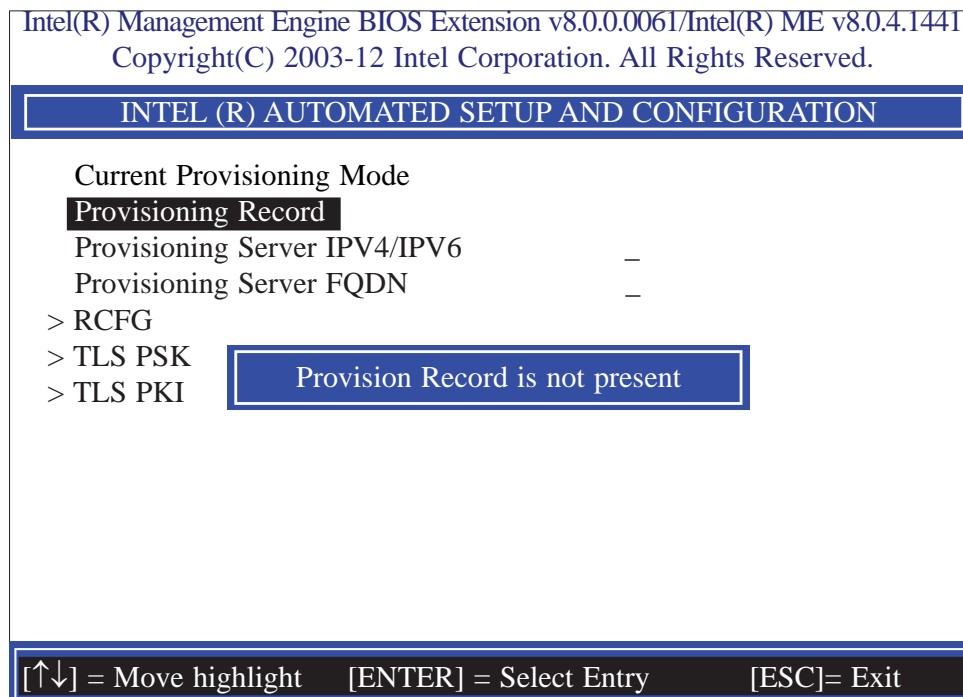 Intel(R) Management Engine BIOS Extension v8.0.0.0061/Intel(R) ME v8.0.4.1441
Copyright(C) 2003-12 Intel Corporation. All Rights Reserved.
INTEL (R) AUTOMATED SETUP AND CONFIGURATION
Current Provisioning Mode
Provisioning Record
Provisioning Server IPV4/IPV6 _
Provisioning Server FQDN _
> RCFG
> TLS PSK
> TLS PKI
Provision Record is not present
[↑↓] = Move highlight [ENTER] = Select Entry [ESC]= Exit